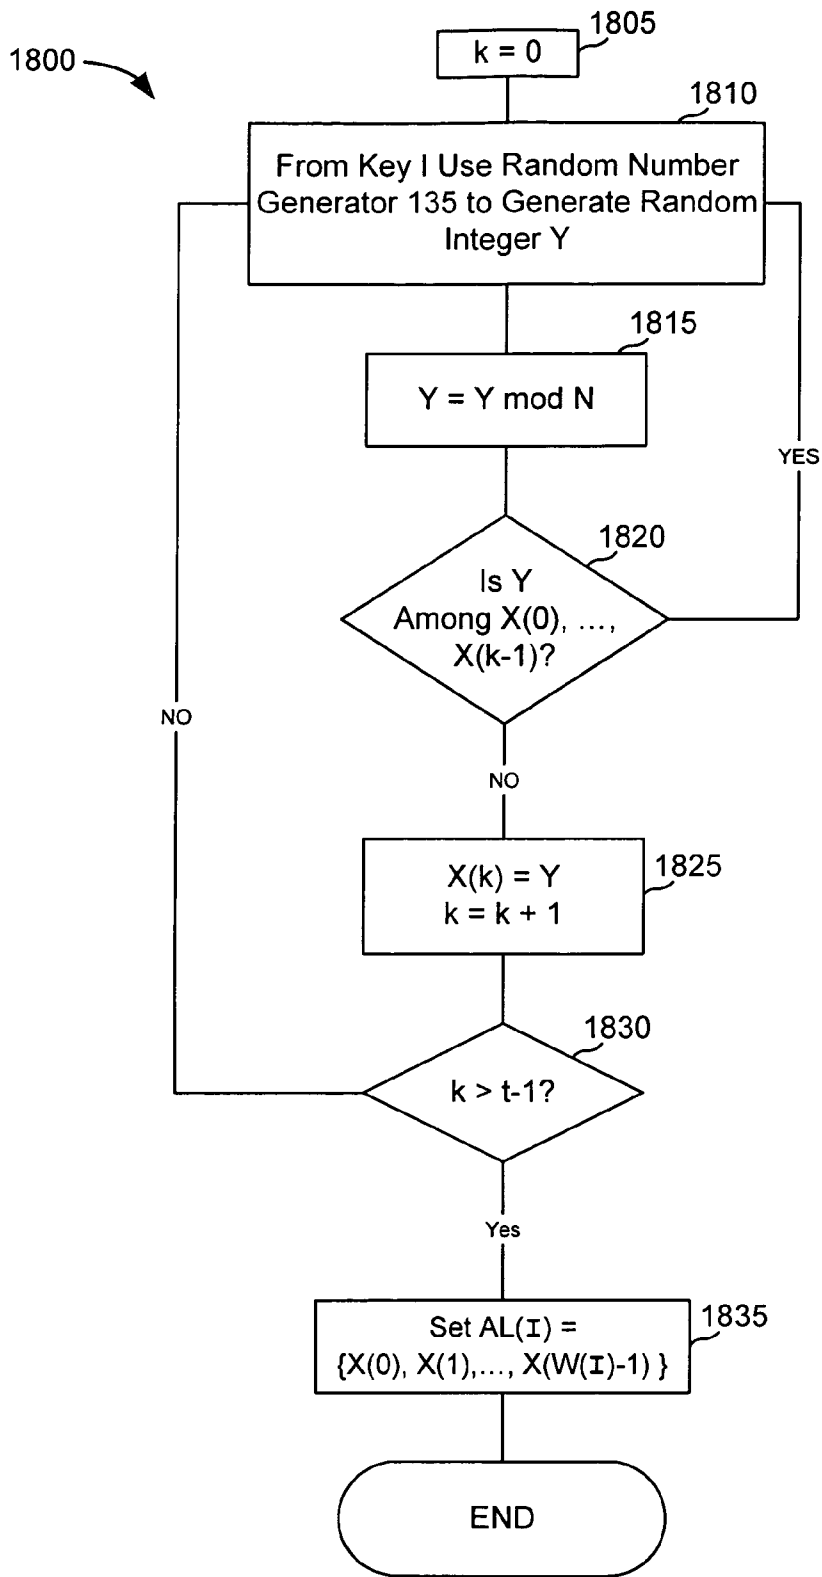 1800
1805
k = 0
1810
From Key I Use Random Number
Generator 135 to Generate Random
Integer Y
1815
Y = Y mod N
YES
1820
Is Y
Among X(0), ...,
X(k-1)?
NO
NO
1825
X(k) = Y
k = k + 1
1830
k > t-1?
Yes
1835
Set AL(I) =
{X(0), X(1),..., X(W(I)-1) }
END